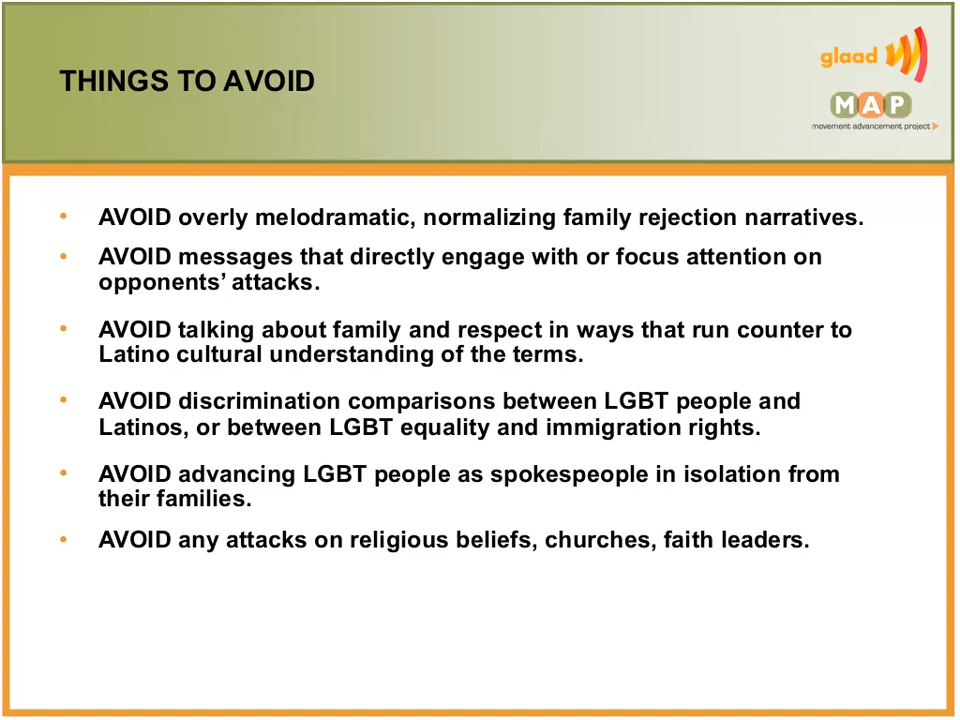 THINGS TO AVOID
glaad
MAP
movement advancement project
• AVOID overly melodramatic, normalizing family rejection narratives.
• AVOID messages that directly engage with or focus attention on
opponents’ attacks.
• AVOID talking about family and respect in ways that run counter to
Latino cultural understanding of the terms.
• AVOID discrimination comparisons between LGBT people and
Latinos, or between LGBT equality and immigration rights.
• AVOID advancing LGBT people as spokespeople in isolation from
their families.
• AVOID any attacks on religious beliefs, churches, faith leaders.